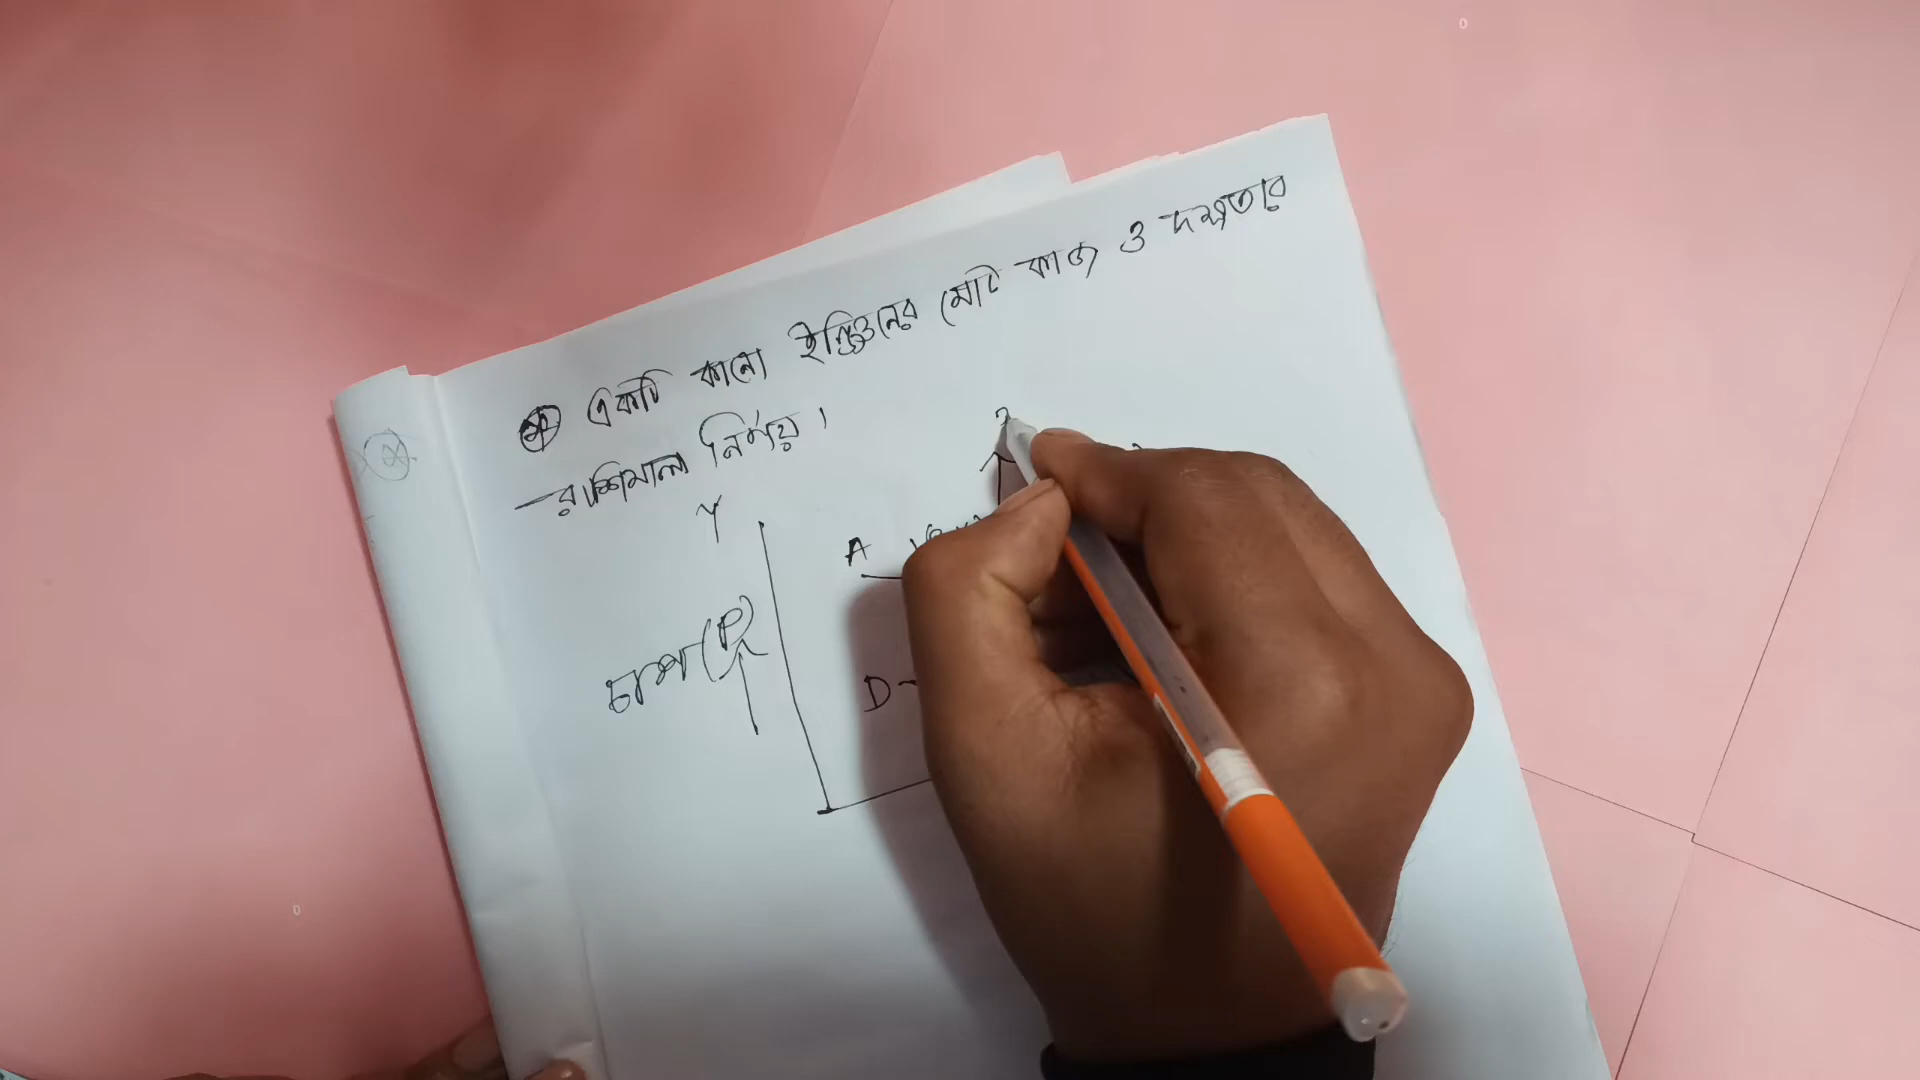 একটি কার্নো ইঞ্জিনের মোট কাজ ও দক্ষতার
রাশিমালা নির্ণয়।
Y
A
চাপ (P)
D